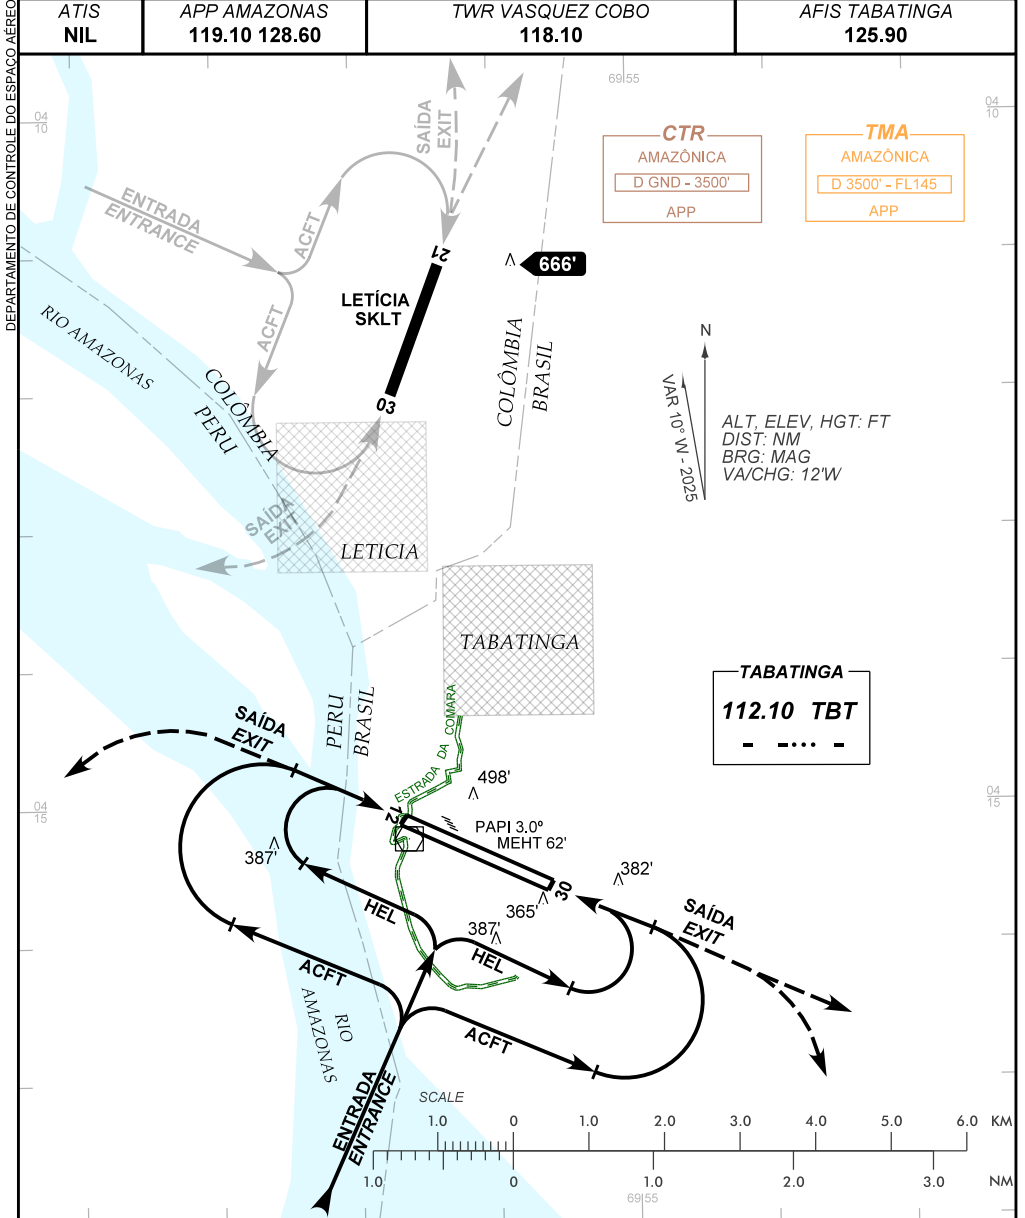 DEPARTAMENTO DE CONTROLE DO ESPAÇO AÉREO
ATIS
NIL
APP AMAZONAS
119.10 128.60
TWR VASQUEZ COBO
118.10
AFIS TABATINGA
125.90
69 55
04
10
04
10
SAÍDA
EXIT
CTR
AMAZÔNICA
D GND - 3500'
APP
TMA
AMAZÔNICA
D 3500' - FL145
APP
ENTRADA
ENTRANCE
ACFT
21
666'
LETÍCIA
SKLT
ACFT
RIO AMAZONAS
COLÔMBIA
PERU
COLÔMBIA
BRASIL
03
N
VAR 10° W - 2025
ALT, ELEV, HGT: FT
DIST: NM
BRG: MAG
VA/CHG: 12'W
SAÍDA
EXIT
LETICIA
TABATINGA
TABATINGA
112.10 TBT
PERU
BRASIL
ESTRADA DA COMARA
SAÍDA
EXIT
498'
04
15
04
15
12
PAPI 3.0º
MEHT 62'
387'
382'
30
365'
HEL
387'
HEL
SAÍDA
EXIT
ACFT
RIO
AMAZONAS
ACFT
ENTRADA
ENTRANCE
SCALE
1.0 0 1.0 2.0 3.0 4.0 5.0 6.0 KM
1.0 0 1.0 2.0 3.0 NM
69 55